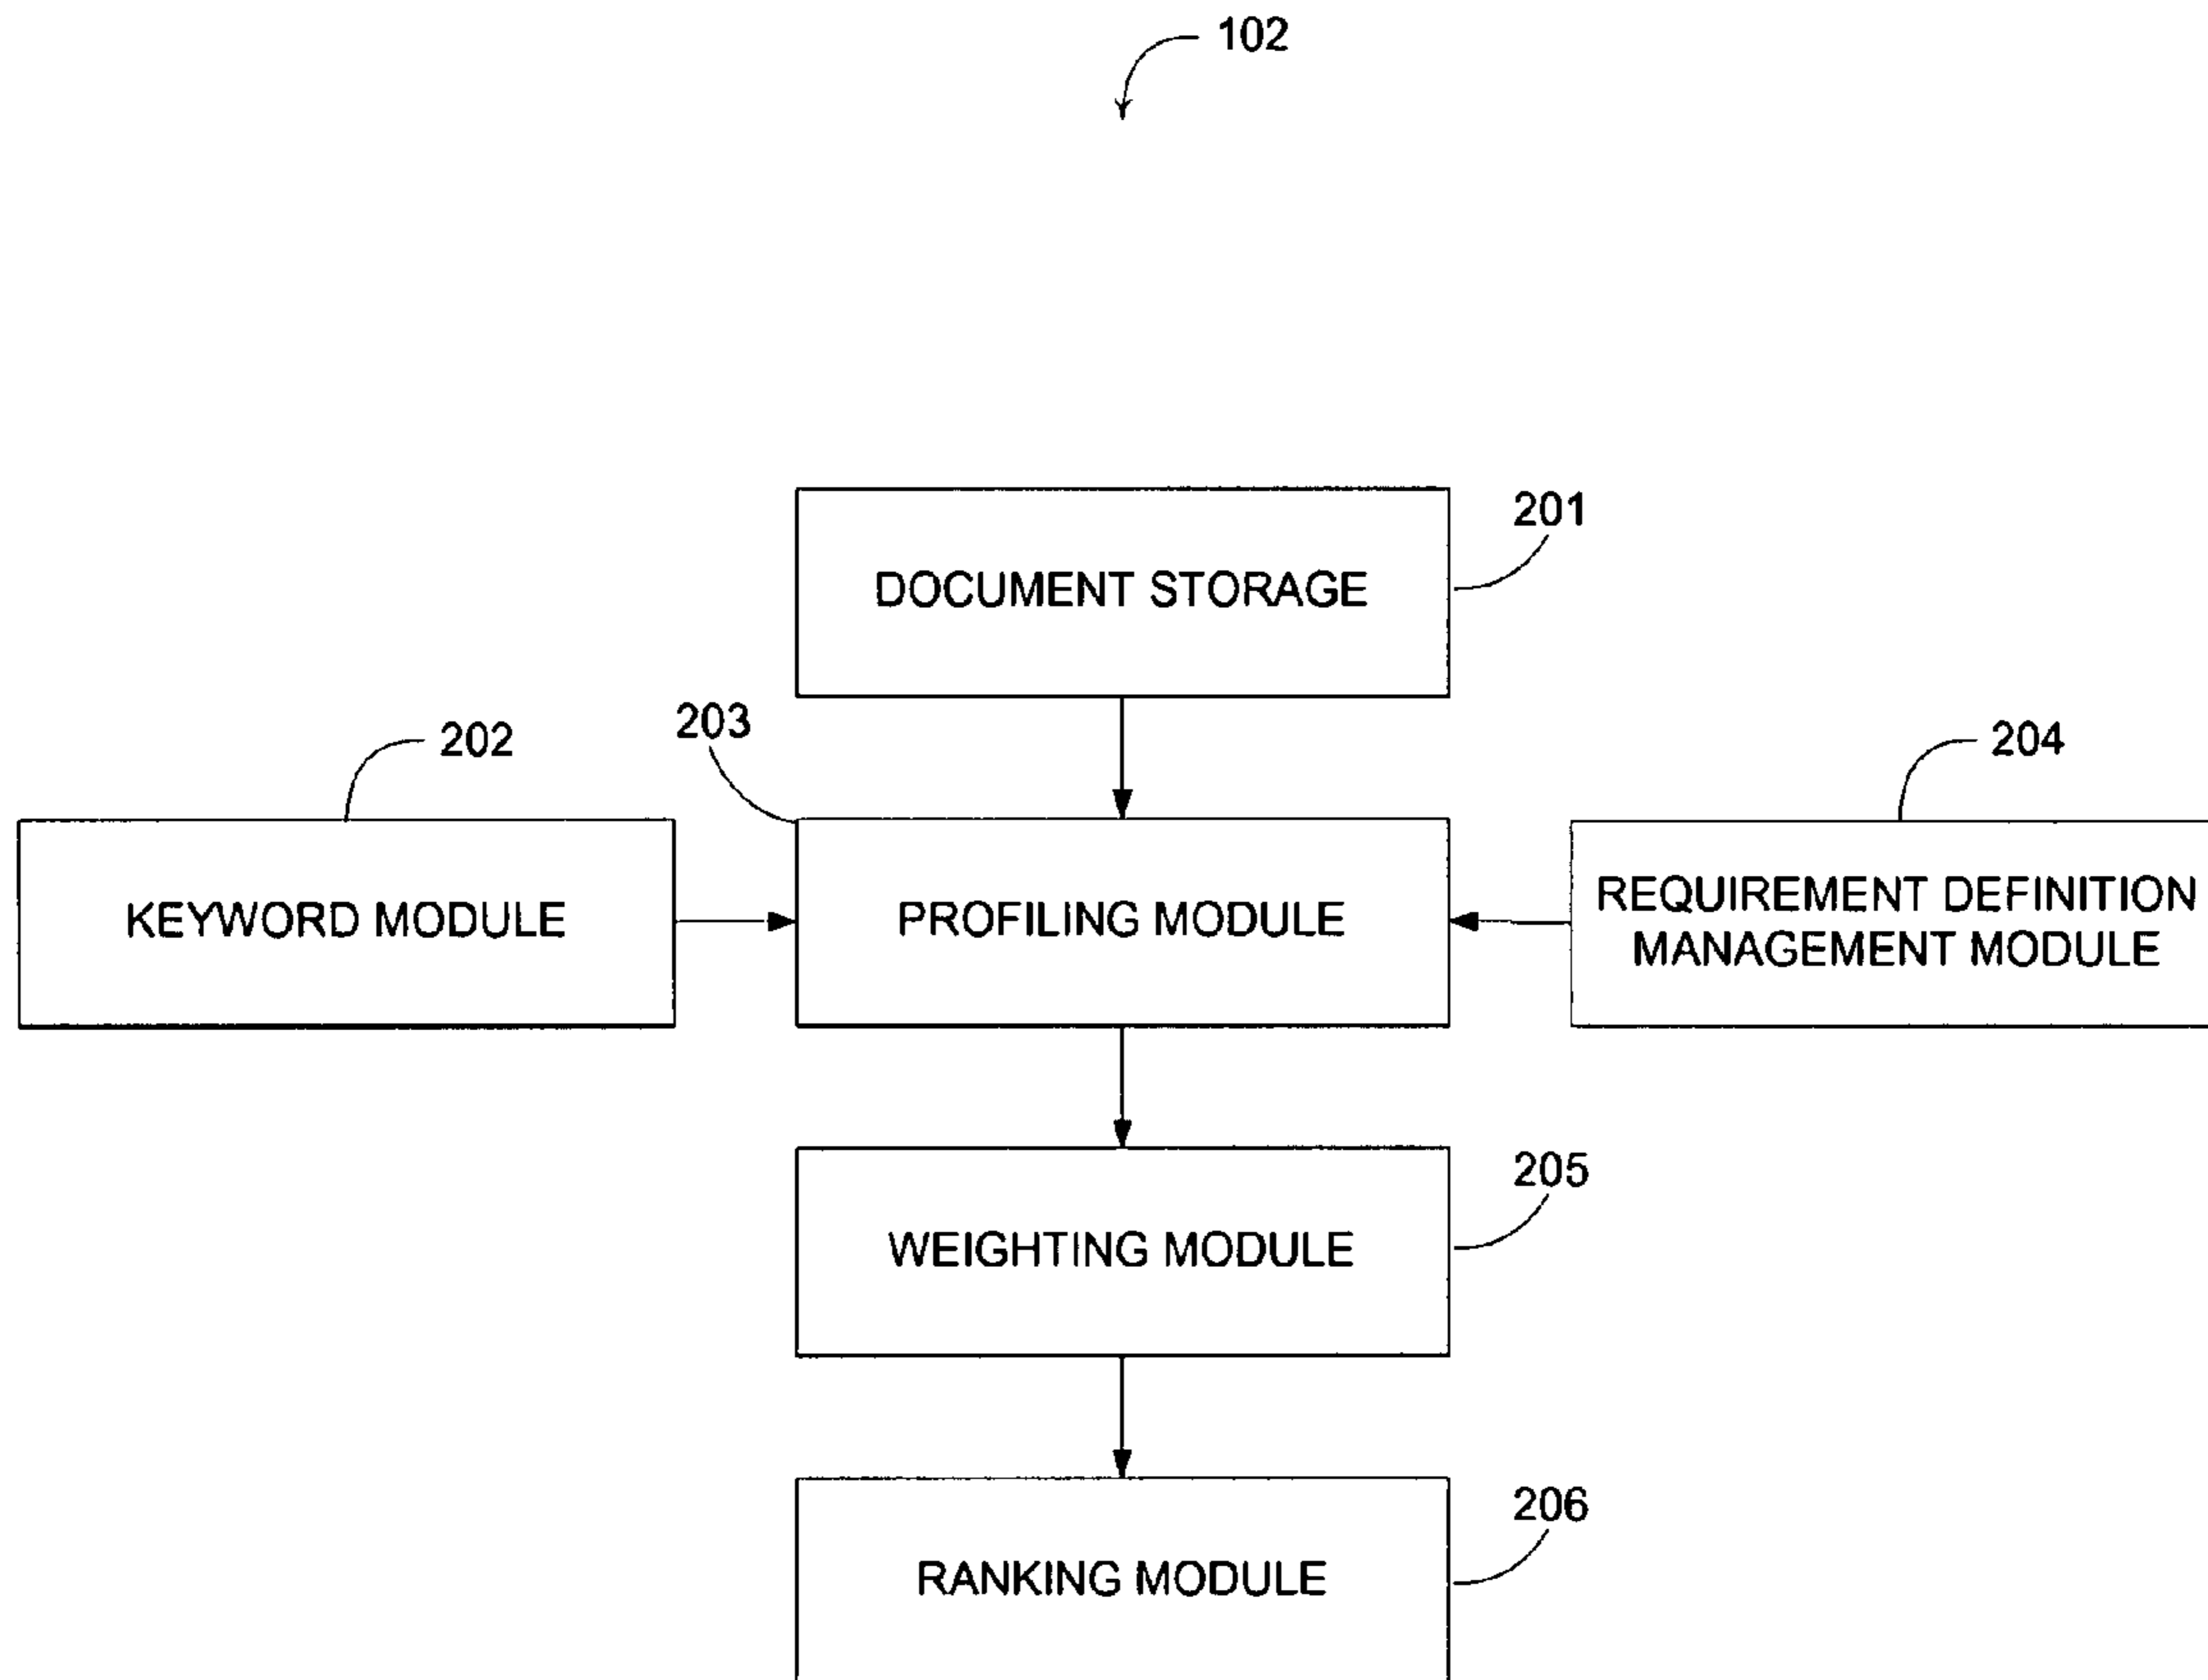 102
201
DOCUMENT STORAGE
202
203
204
KEYWORD MODULE
PROFILING MODULE
REQUIREMENT DEFINITION
MANAGEMENT MODULE
205
WEIGHTING MODULE
206
RANKING MODULE